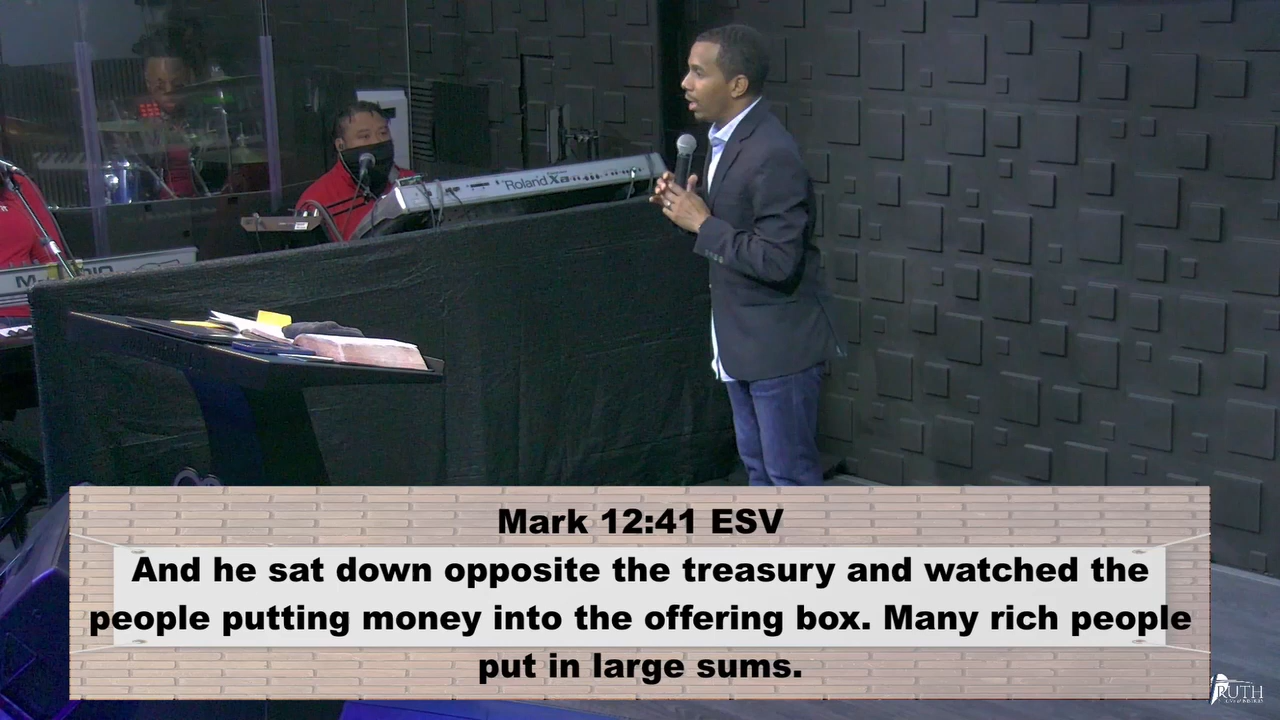 Roland Xa
Mark 12:41 ESV
And he sat down opposite the treasury and watched the
people putting money into the offering box. Many rich people
put in large sums.
RUTH